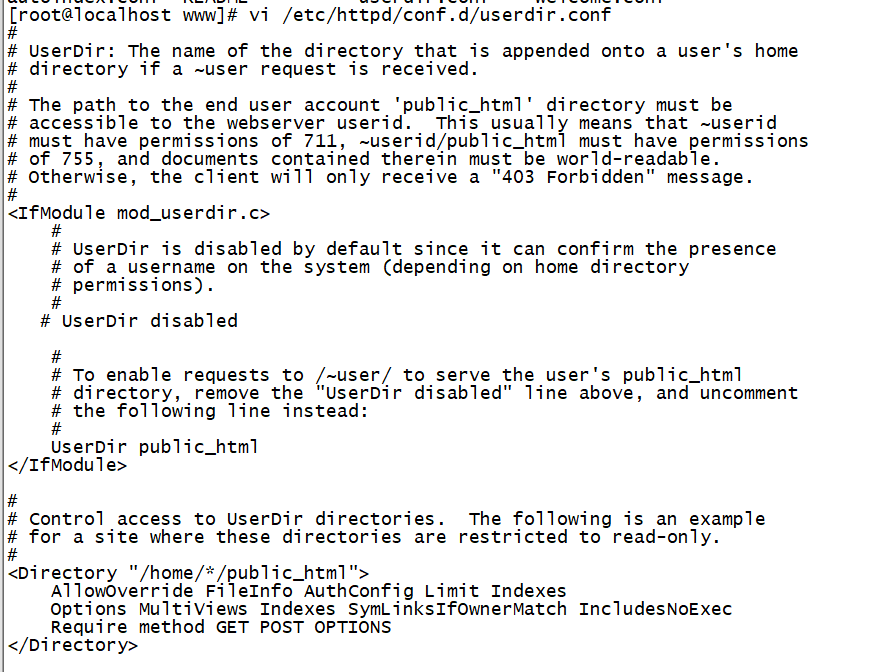 autoindex.conf README userdir.conf welcome.conf
[root@localhost www]# vi /etc/httpd/conf.d/userdir.conf
#
# UserDir: The name of the directory that is appended onto a user's home
# directory if a ~user request is received.
#
# The path to the end user account 'public_html' directory must be
# accessible to the webserver userid.  This usually means that ~userid
# must have permissions of 711, ~userid/public_html must have permissions
# of 755, and documents contained therein must be world-readable.
# Otherwise, the client will only receive a "403 Forbidden" message.
#
<IfModule mod_userdir.c>
    #
    # UserDir is disabled by default since it can confirm the presence
    # of a username on the system (depending on home directory
    # permissions).
    #
   # UserDir disabled

    #
    # To enable requests to /~user/ to serve the user's public_html
    # directory, remove the "UserDir disabled" line above, and uncomment
    # the following line instead:
    #
    UserDir public_html
</IfModule>

#
# Control access to UserDir directories.  The following is an example
# for a site where these directories are restricted to read-only.
#
<Directory "/home/*/public_html">
    AllowOverride FileInfo AuthConfig Limit Indexes
    Options MultiViews Indexes SymLinksIfOwnerMatch IncludesNoExec
    Require method GET POST OPTIONS
</Directory>